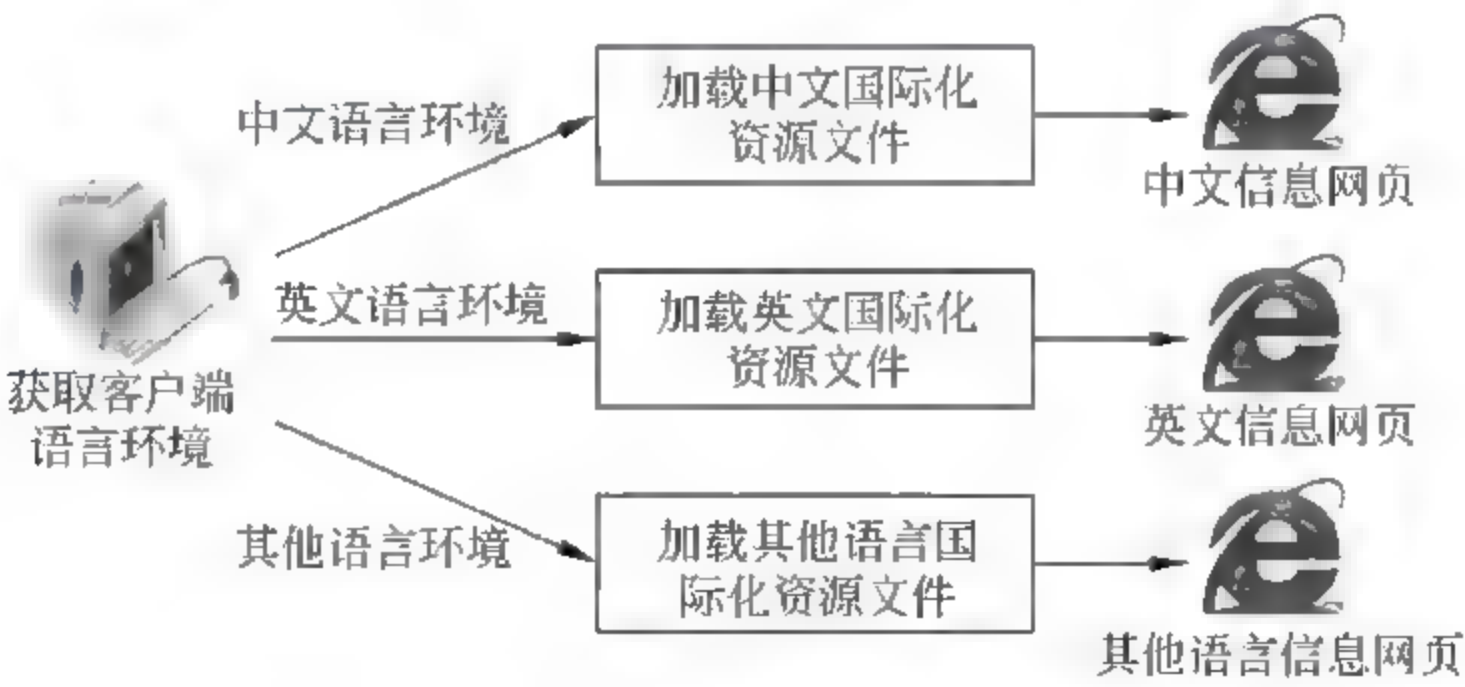 中文语言环境
加载中文国际化
资源文件
中文信息网页
获取客户端
语言环境
英文语言环境
加载英文国际化
资源文件
英文信息网页
其他语言环境
加载其他语言国
际化资源文件
其他语言信息网页